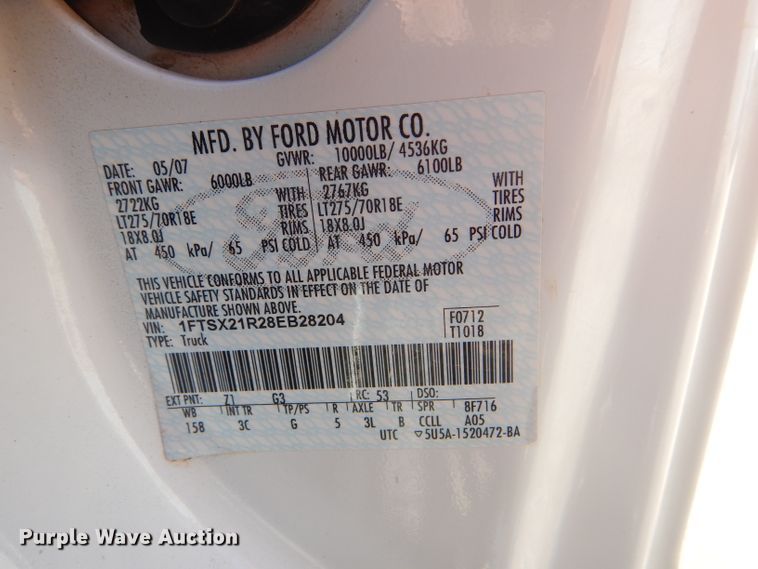 MFD. BY FORD MOTOR CO.
DATE: 05/07 GVWR: 10000LB/ 4536KG
FRONT GAWR: 6000LB REAR GAWR: 6100LB
2722KG WITH 2767KG WITH
LT275/70R18E TIRES LT275/70R18E TIRES
18X8.0J RIMS 18X8.0J RIMS
AT 450 kPa/ 65 PSI COLD AT 450 kPa/ 65 PSI COLD
Ford
THIS VEHICLE CONFORMS TO ALL APPLICABLE FEDERAL MOTOR
VEHICLE SAFETY STANDARDS IN EFFECT ON THE DATE OF
MANUFACTURE SHOWN ABOVE.
VIN: 1FTSX21R28EB28204 F0712
TYPE: Truck T1018
EXT PNT: Z1 G3 RC: 53 DSO:
WB INT TR TP/PS R AXLE TR SPR 8F716
158 3C G 5 3L B CCLL A05
UTC ▽5U5A-1520472-BA
Purple Wave Auction